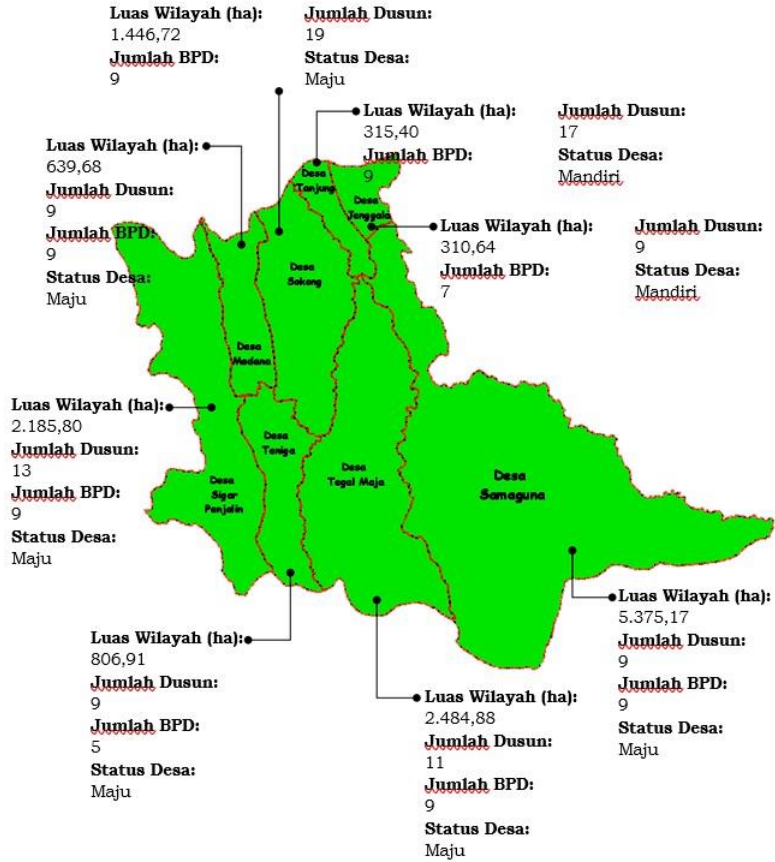 Luas Wilayah (ha):
1.446,72
Jumlah BPD:
9
Jumlah Dusun:
19
Status Desa:
Maju
Luas Wilayah (ha):
315,40
Jumlah BPD:
9
Jumlah Dusun:
17
Status Desa:
Mandiri
Luas Wilayah (ha):
639,68
Jumlah Dusun:
9
Jumlah BPD:
9
Status Desa:
Maju
Desa
Tanjung
Desa
Jenggala
Luas Wilayah (ha):
310,64
Jumlah BPD:
7
Jumlah Dusun:
9
Status Desa:
Mandiri
Desa
Sokong
Desa
Medana
Luas Wilayah (ha):
2.185,80
Jumlah Dusun:
13
Jumlah BPD:
9
Status Desa:
Maju
Desa
Teniga
Desa
Sigar
Penjalin
Desa
Tegal Maja
Desa
Samaguna
Luas Wilayah (ha):
806,91
Jumlah Dusun:
9
Jumlah BPD:
5
Status Desa:
Maju
Luas Wilayah (ha):
2.484,88
Jumlah Dusun:
11
Jumlah BPD:
9
Status Desa:
Maju
Luas Wilayah (ha):
5.375,17
Jumlah Dusun:
9
Jumlah BPD:
9
Status Desa:
Maju